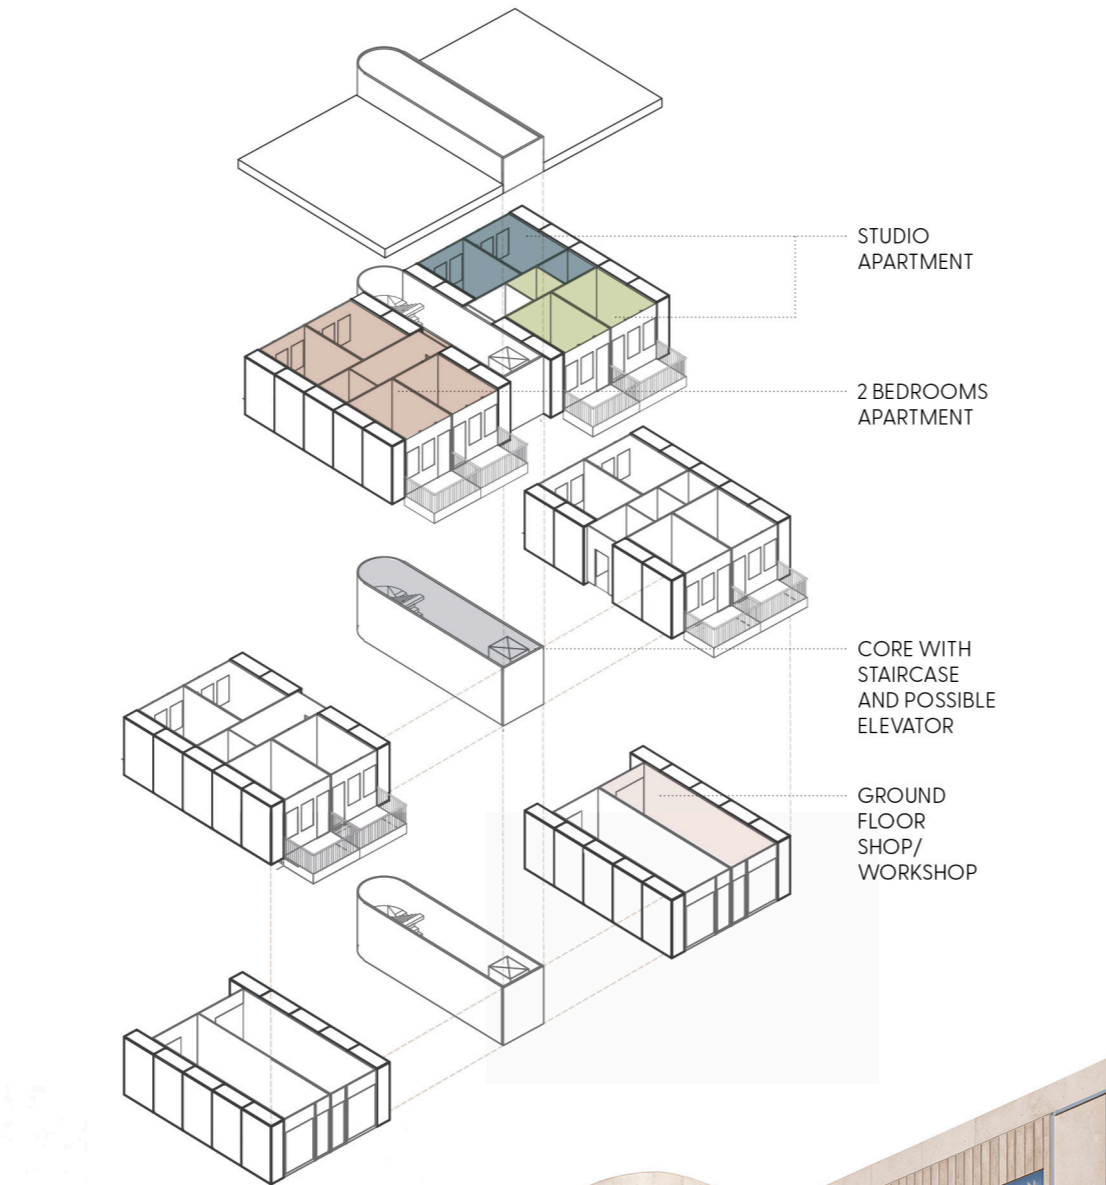 STUDIO
APARTMENT
2 BEDROOMS
APARTMENT
CORE WITH
STAIRCASE
AND POSSIBLE
ELEVATOR
GROUND
FLOOR
SHOP/
WORKSHOP